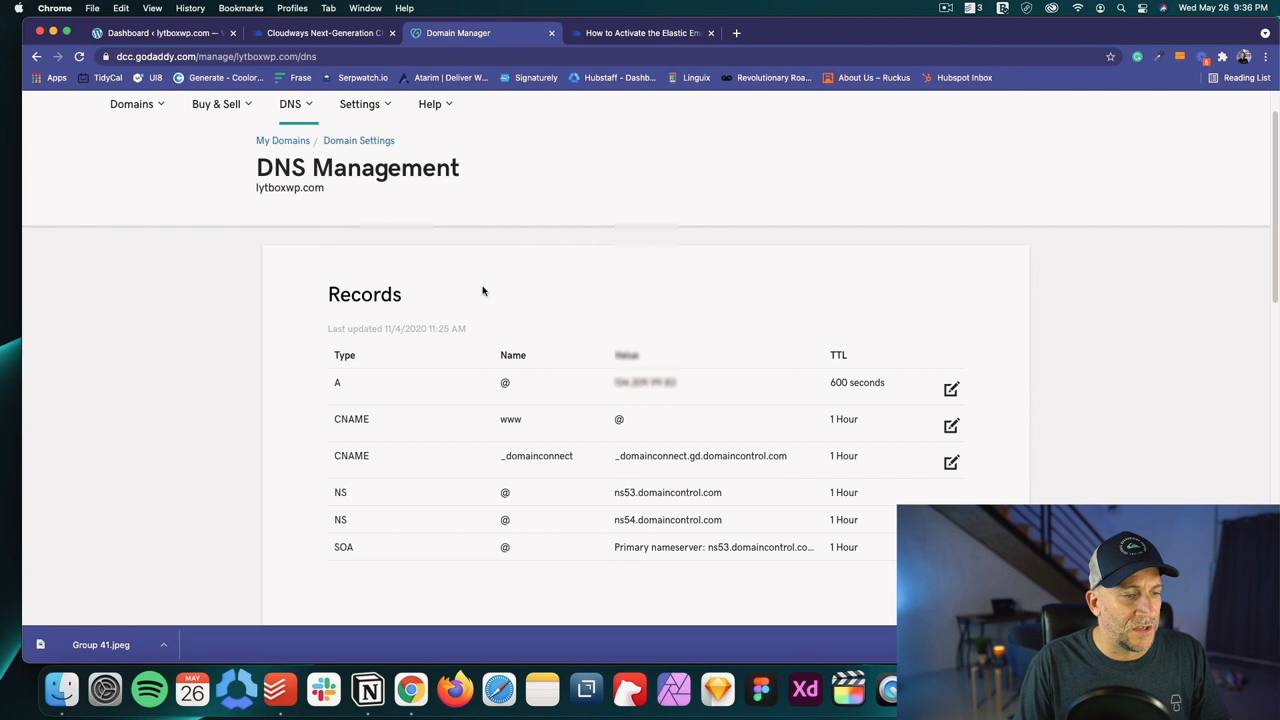 Chrome File Edit View History Bookmarks Profiles Tab Window Help 3 Wed May 26 9:36 PM
Dashboard ‹ lytboxwp.com — Cloudways Next-Generation C Domain Manager How to Activate the Elastic Em
dcc.godaddy.com/manage/lytboxwp.com/dns
Apps TidyCal UI8 Generate - Coolor... Frase Serpwatch.io Atarim | Deliver W... Signaturely Hubstaff - Dashb... Linguix Revolutionary Roa... About Us – Ruckus Hubspot Inbox Reading List
Domains Buy & Sell DNS Settings Help
My Domains / Domain Settings
DNS Management
lytboxwp.com
Records
Last updated 11/4/2020 11:25 AM
Type Name Value TTL
A @ 600 seconds
CNAME www @ 1 Hour
CNAME _domainconnect _domainconnect.gd.domaincontrol.com 1 Hour
NS @ ns53.domaincontrol.com 1 Hour
NS @ ns54.domaincontrol.com 1 Hour
SOA @ Primary nameserver: ns53.domaincontrol.co... 1 Hour
Group 41.jpeg
MAY
26
Xd